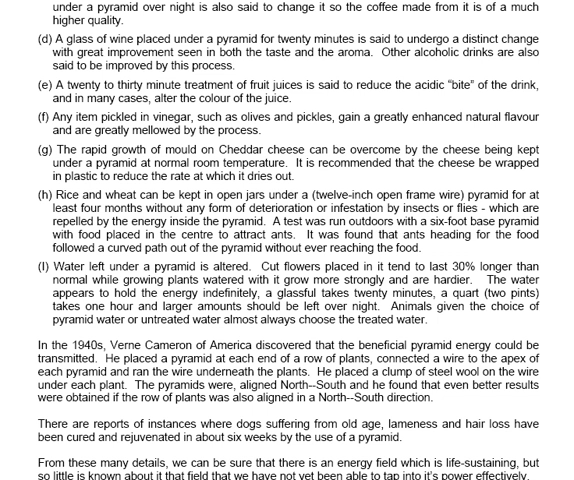 under a pyramid over night is also said to change it so the coffee made from it is of a much
higher quality.
(d) A glass of wine placed under a pyramid for twenty minutes is said to undergo a distinct change
with great improvement seen in both the taste and the aroma. Other alcoholic drinks are also
said to be improved by this process.
(e) A twenty to thirty minute treatment of fruit juices is said to reduce the acidic "bite" of the drink,
and in many cases, alter the colour of the juice.
(f) Any item pickled in vinegar, such as olives and pickles, gain a greatly enhanced natural flavour
and are greatly mellowed by the process.
(g) The rapid growth of mould on Cheddar cheese can be overcome by the cheese being kept
under a pyramid at normal room temperature. It is recommended that the cheese be wrapped
in plastic to reduce the rate at which it dries out.
(h) Rice and wheat can be kept in open jars under a (twelve-inch open frame wire) pyramid for at
least four months without any form of deterioration or infestation by insects or flies - which are
repelled by the energy inside the pyramid. A test was run outdoors with a six-foot base pyramid
with food placed in the centre to attract ants. It was found that ants heading for the food
followed a curved path out of the pyramid without ever reaching the food.
(I) Water left under a pyramid is altered. Cut flowers placed in it tend to last 30% longer than
normal while growing plants watered with it grow more strongly and are hardier. The water
appears to hold the energy indefinitely, a glassful takes twenty minutes, a quart (two pints)
takes one hour and larger amounts should be left over night. Animals given the choice of
pyramid water or untreated water almost always choose the treated water.
In the 1940s, Verne Cameron of America discovered that the beneficial pyramid energy could be
transmitted. He placed a pyramid at each end of a row of plants, connected a wire to the apex of
each pyramid and ran the wire underneath the plants. He placed a clump of steel wool on the wire
under each plant. The pyramids were, aligned North--South and he found that even better results
were obtained if the row of plants was also aligned in a North--South direction.
There are reports of instances where dogs suffering from old age, lameness and hair loss have
been cured and rejuvenated in about six weeks by the use of a pyramid.
From these many details, we can be sure that there is an energy field which is life-sustaining, but
so little is known about it that field that we have not yet been able to tap into it's power effectively.